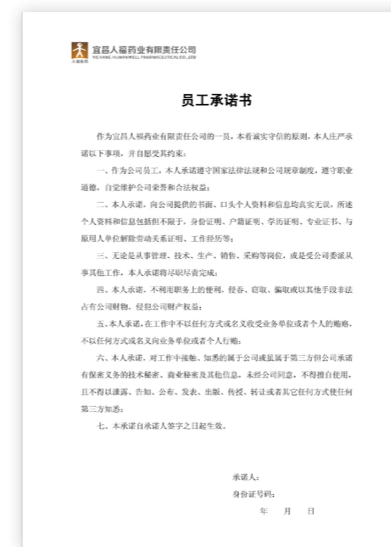 宜昌人福药业有限责任公司
YICHANG HUMANWELL PHARMACEUTICAL CO.,LTD
人福医药
员工承诺书
作为宜昌人福药业有限责任公司的一员，本着诚实守信的原则，本人庄严承
诺以下事项，并自愿受其约束：
一、作为公司员工，本人承诺遵守国家法律法规和公司规章制度，遵守职业
道德，自觉维护公司荣誉和合法权益；
二、本人承诺，向公司提供的书面、口头个人资料和信息均真实无误，所述
个人资料和信息包括但不限于，身份证明、户籍证明、学历证明、专业证书、与
原用人单位解除劳动关系证明、工作经历等；
三、无论是从事管理、技术、生产、销售、采购等岗位，或是受公司委派从
事其他工作，本人承诺将尽职尽责完成；
四、本人承诺，不利用职务上的便利，侵吞、窃取、骗取或以其他手段非法
占有公司财物，侵犯公司财产权益；
五、本人承诺，在工作中不以任何方式或名义收受业务单位或者个人的贿赂，
不以任何方式或名义向业务单位或者个人行贿；
六、本人承诺，对工作中接触、知悉的属于公司或虽属于第三方但公司承诺
有保密义务的技术秘密、商业秘密及其他信息，未经公司同意，不得擅自使用，
且不得以泄露、告知、公布、发表、出版、传授、转让或者其它任何方式使任何
第三方知悉；
七、本承诺自承诺人签字之日起生效。
承诺人：
身份证号码：
年 月 日